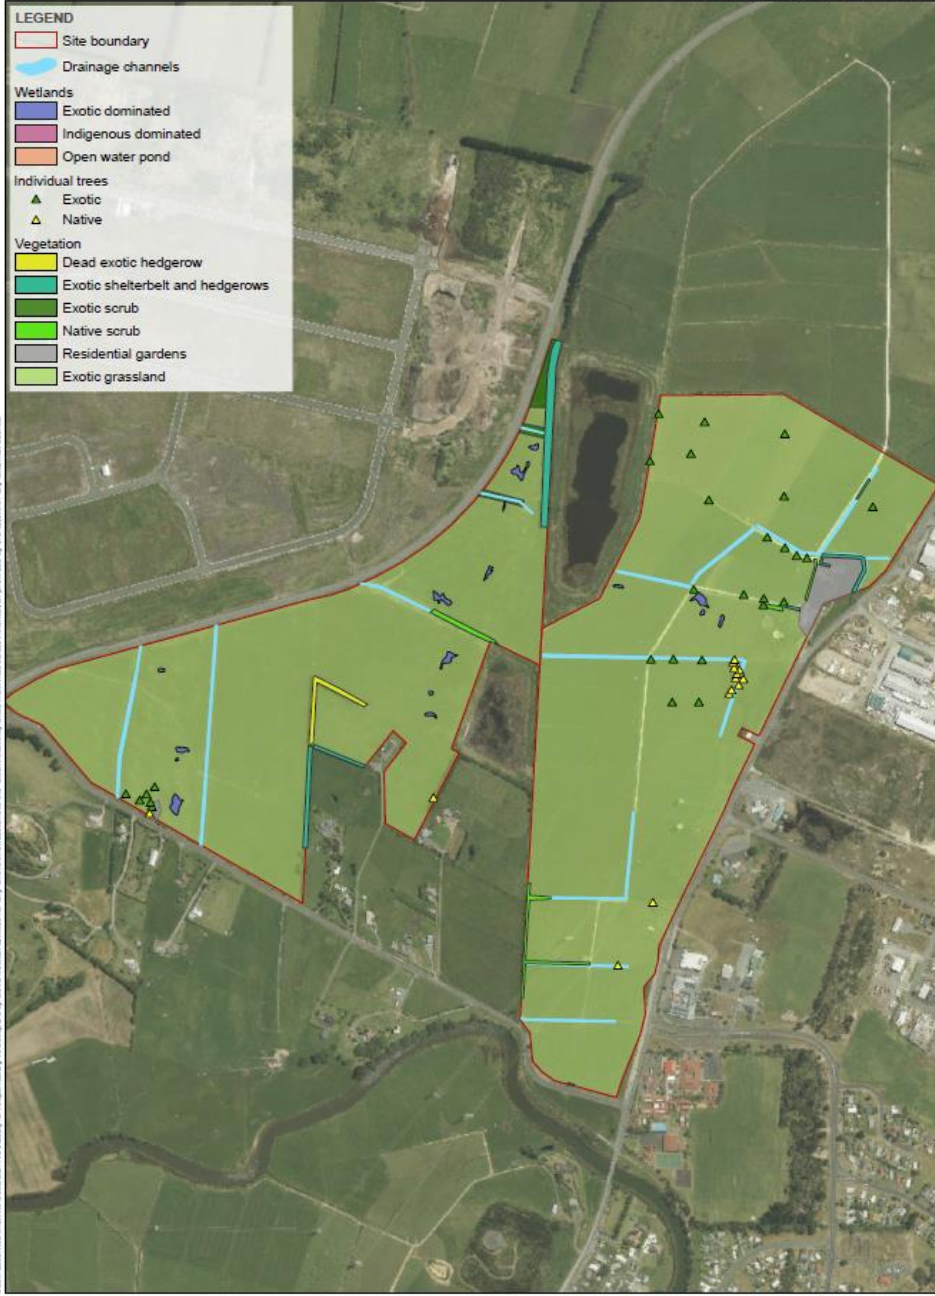 LEGEND
Site boundary
Drainage channels
Wetlands
Exotic dominated
Indigenous dominated
Open water pond
Individual trees
Exotic
Native
Vegetation
Dead exotic hedgerow
Exotic shelterbelt and hedgerows
Exotic scrub
Native scrub
Residential gardens
Exotic grassland